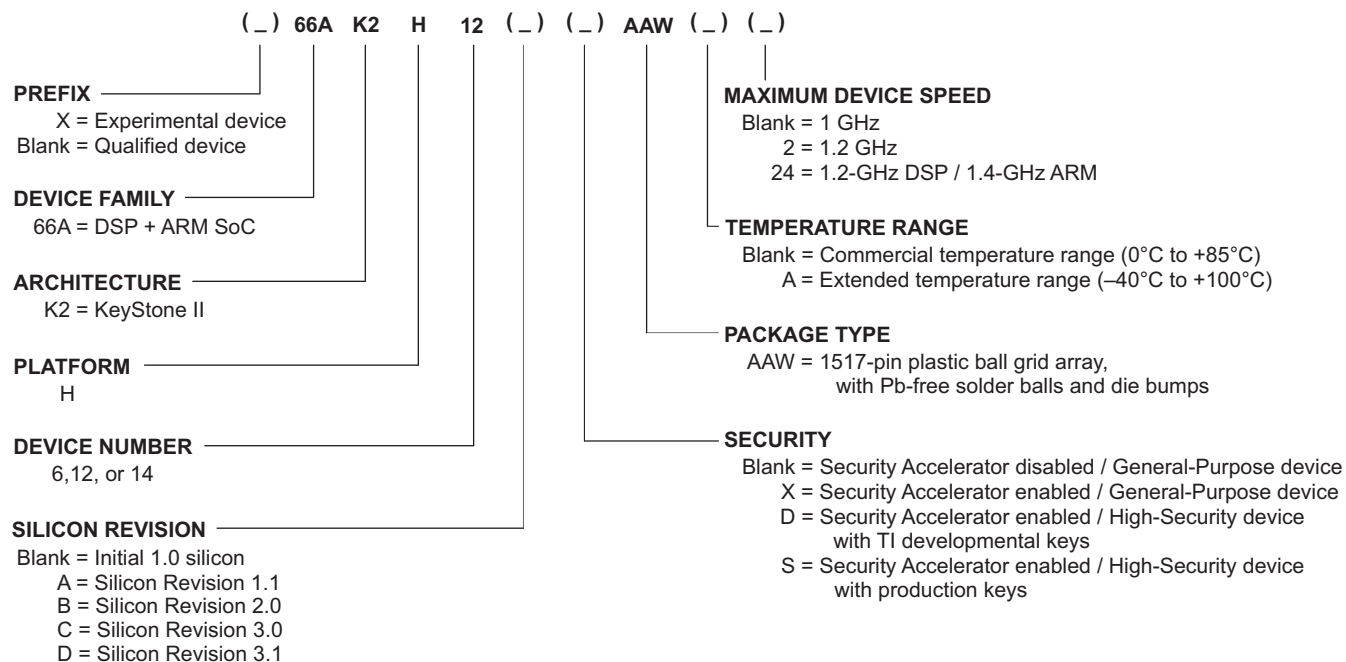 ( _ ) 66A K2 H 12 ( _ ) ( _ ) AAW ( _ ) ( _ )
PREFIX
X = Experimental device
Blank = Qualified device
DEVICE FAMILY
66A = DSP + ARM SoC
ARCHITECTURE
K2 = KeyStone II
PLATFORM
H
DEVICE NUMBER
6,12, or 14
SILICON REVISION
Blank = Initial 1.0 silicon
A = Silicon Revision 1.1
B = Silicon Revision 2.0
C = Silicon Revision 3.0
D = Silicon Revision 3.1
MAXIMUM DEVICE SPEED
Blank = 1 GHz
2 = 1.2 GHz
24 = 1.2-GHz DSP / 1.4-GHz ARM
TEMPERATURE RANGE
Blank = Commercial temperature range (0°C to +85°C)
A = Extended temperature range (–40°C to +100°C)
PACKAGE TYPE
AAW = 1517-pin plastic ball grid array,
with Pb-free solder balls and die bumps
SECURITY
Blank = Security Accelerator disabled / General-Purpose device
X = Security Accelerator enabled / General-Purpose device
D = Security Accelerator enabled / High-Security device
with TI developmental keys
S = Security Accelerator enabled / High-Security device
with production keys